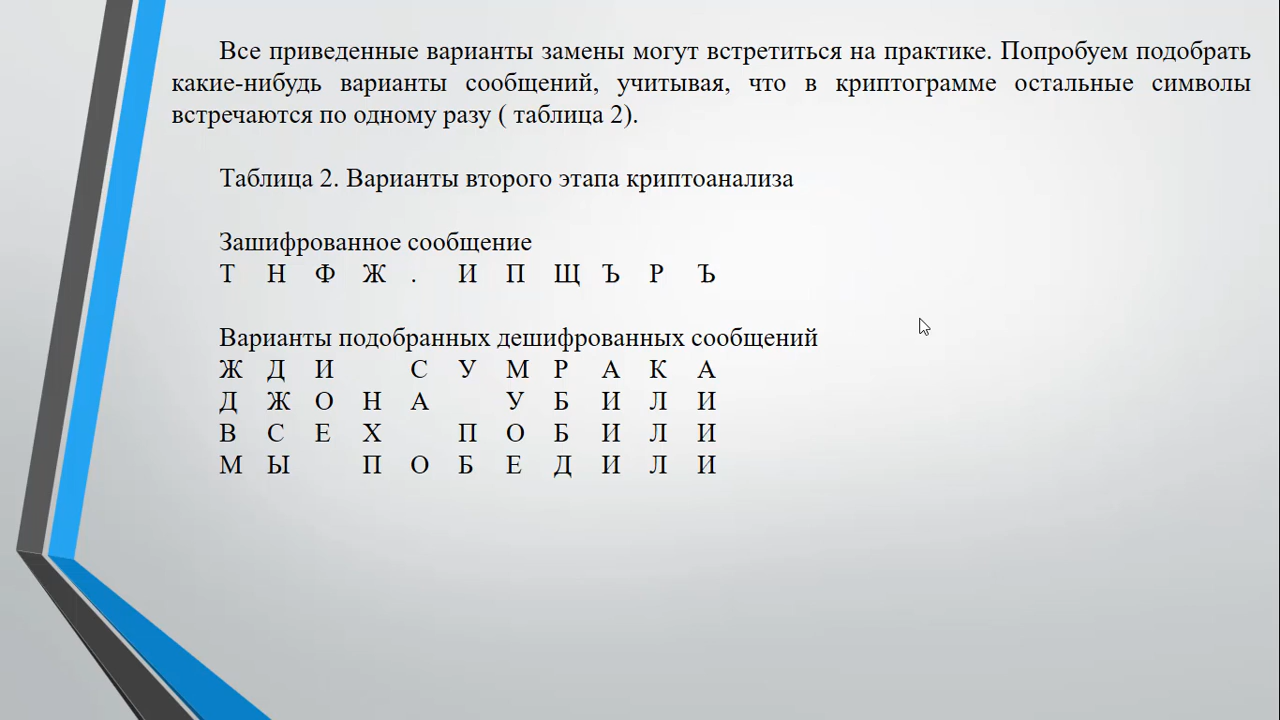 Все приведенные варианты замены могут встретиться на практике. Попробуем подобрать
какие-нибудь варианты сообщений, учитывая, что в криптограмме остальные символы
встречаются по одному разу ( таблица 2).
Таблица 2. Варианты второго этапа криптоанализа
Зашифрованное сообщение
Т Н Ф Ж . И П Щ Ъ Р Ъ
Варианты подобранных дешифрованных сообщений
Ж Д И С У М Р А К А
Д Ж О Н А У Б И Л И
В С Е Х П О Б И Л И
М Ы П О Б Е Д И Л И